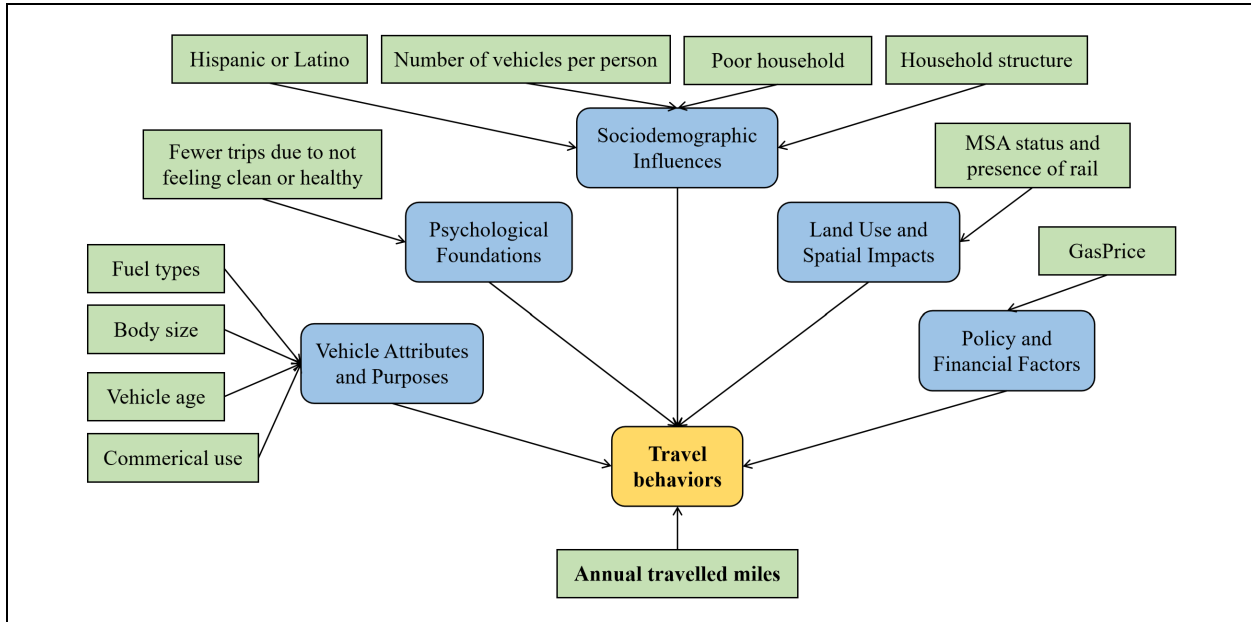 Hispanic or Latino
Number of vehicles per person
Poor household
Household structure
Sociodemographic
Influences
MSA status and
presence of rail
Fewer trips due to not
feeling clean or healthy
Psychological
Foundations
Land Use and
Spatial Impacts
GasPrice
Fuel types
Body size
Vehicle age
Commerical use
Vehicle Attributes
and Purposes
Policy and
Financial Factors
Travel
behaviors
Annual travelled miles